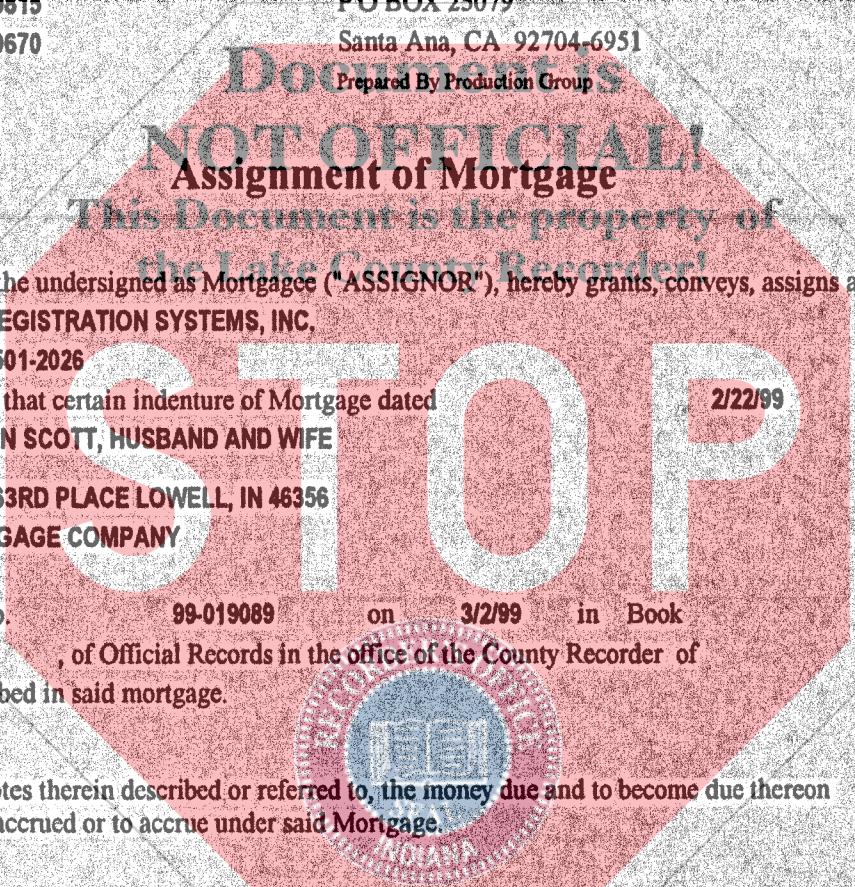 P O BOX 25079
0670 Santa Ana, CA 92704-6951
Document is
Prepared By Production Group
NOT OFFICIAL!
Assignment of Mortgage
This Document is the property of
the Lake County Recorder!
he undersigned as Mortgagee ("ASSIGNOR"), hereby grants, conveys, assigns a
EGISTRATION SYSTEMS, INC,
501-2026
that certain indenture of Mortgage dated 2/22/99
N SCOTT, HUSBAND AND WIFE
STOP
63RD PLACE LOWELL, IN 46356
GAGE COMPANY
o. 99-019089 on 3/2/99 in Book
, of Official Records in the office of the County Recorder of
bed in said mortgage.
RECORDER'S OFFICE
SEAL
INDIANA
otes therein described or referred to, the money due and to become due thereon
accrued or to accrue under said Mortgage.